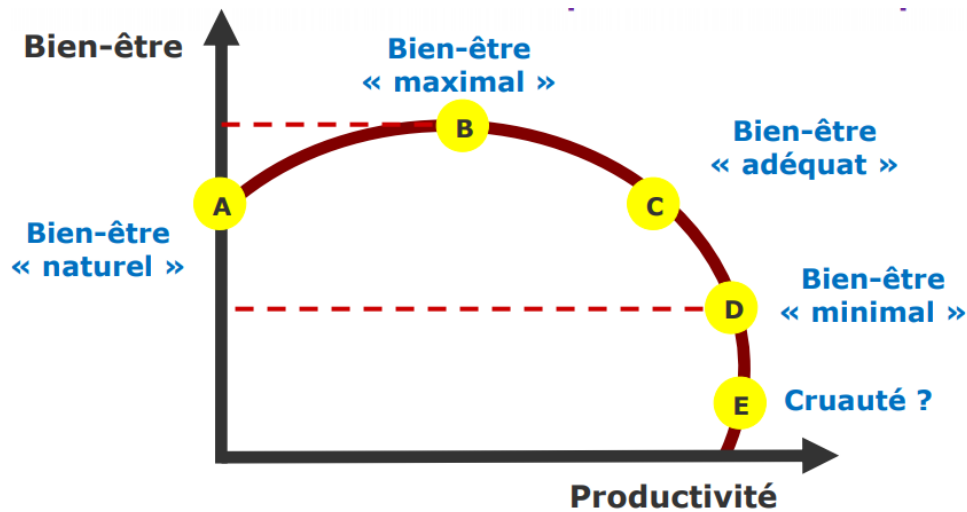 Bien-être
Bien-être
« maximal »
B
Bien-être
« adéquat »
A
C
Bien-être
« naturel »
Bien-être
« minimal »
D
E
Cruauté ?
Productivité